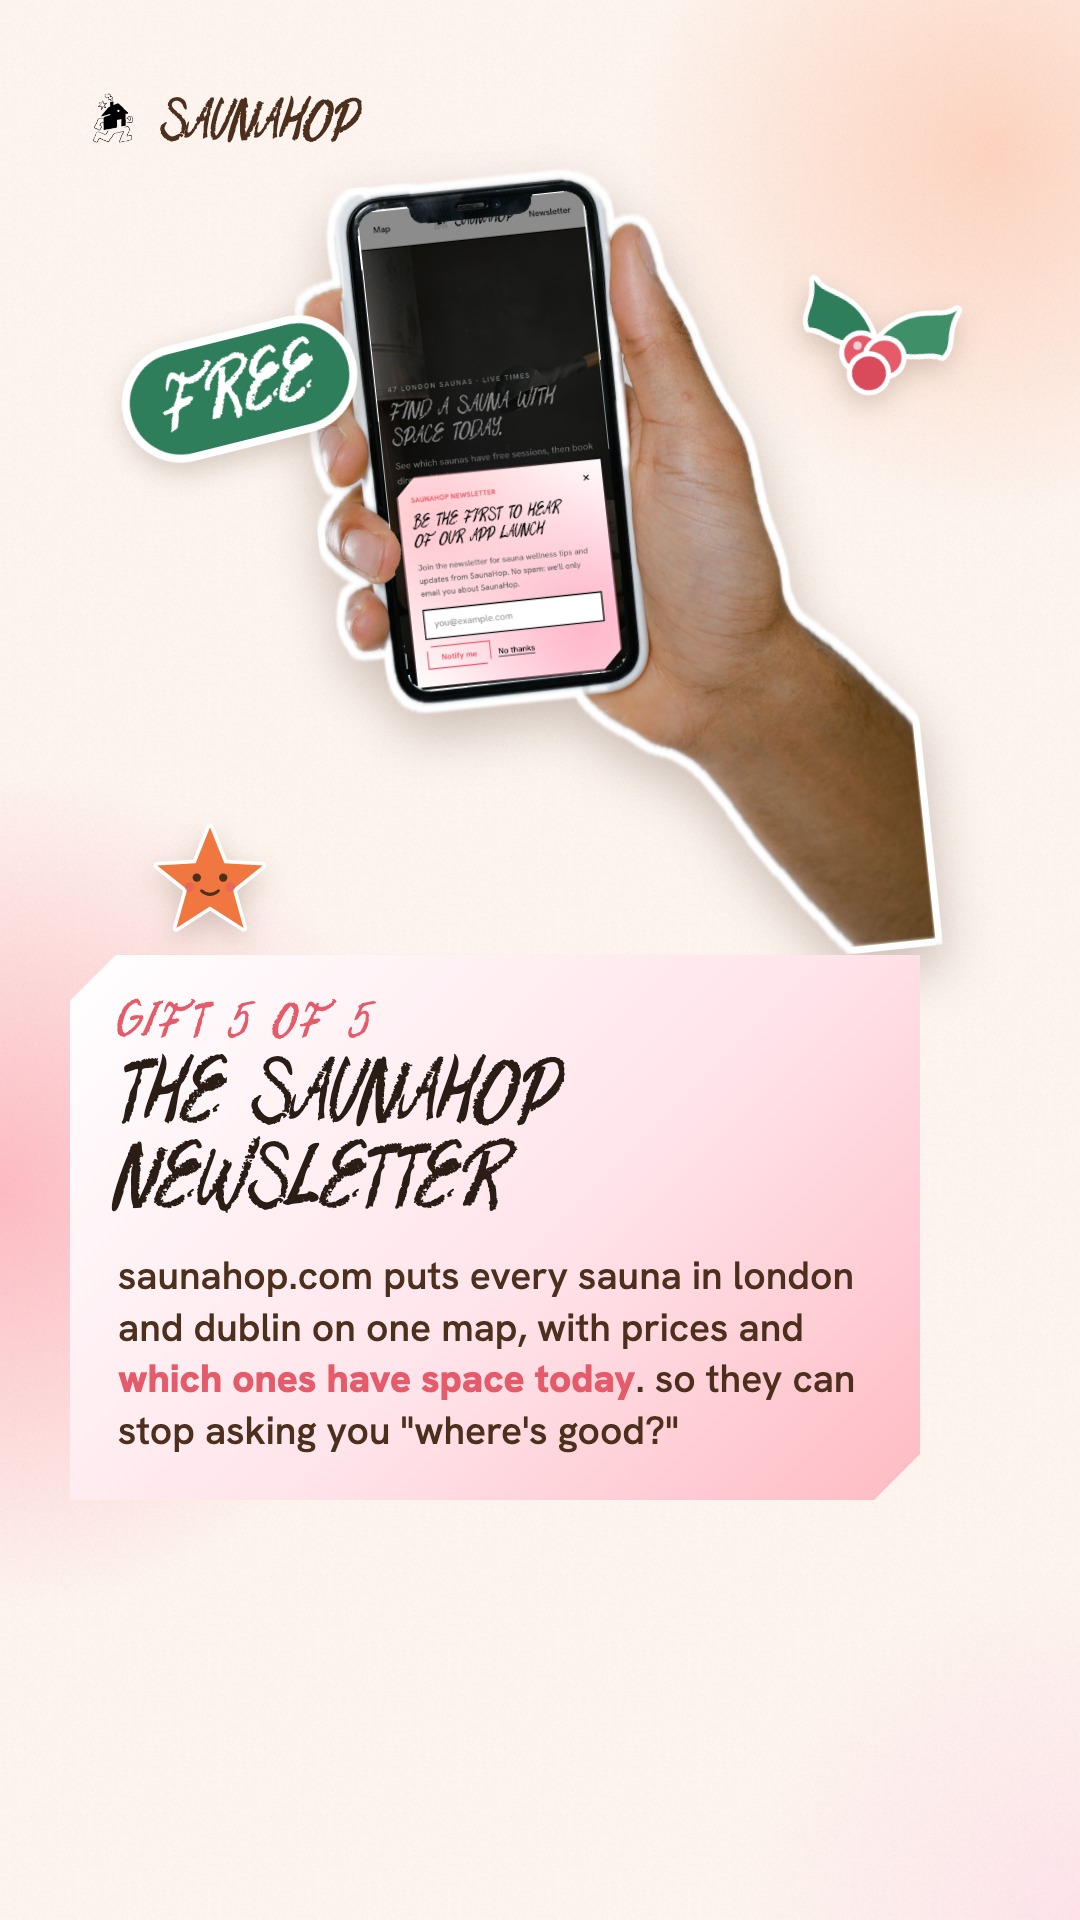 SAUNAHOP
Map
SAUNAHOP
Newsletter
FREE
47 LONDON SAUNAS · LIVE TIMES
FIND A SAUNA WITH
SPACE TODAY.
See which saunas have free sessions, then book
SAUNAHOP NEWSLETTER
×
BE THE FIRST TO HEAR
OF OUR APP LAUNCH
Join the newsletter for sauna wellness tips and
updates from SaunaHop. No spam: we'll only
email you about SaunaHop.
you@example.com
Notify me
No thanks
GIFT 5 OF 5
THE SAUNAHOP
NEWSLETTER
saunahop.com puts every sauna in london
and dublin on one map, with prices and
which ones have space today. so they can
stop asking you "where's good?"